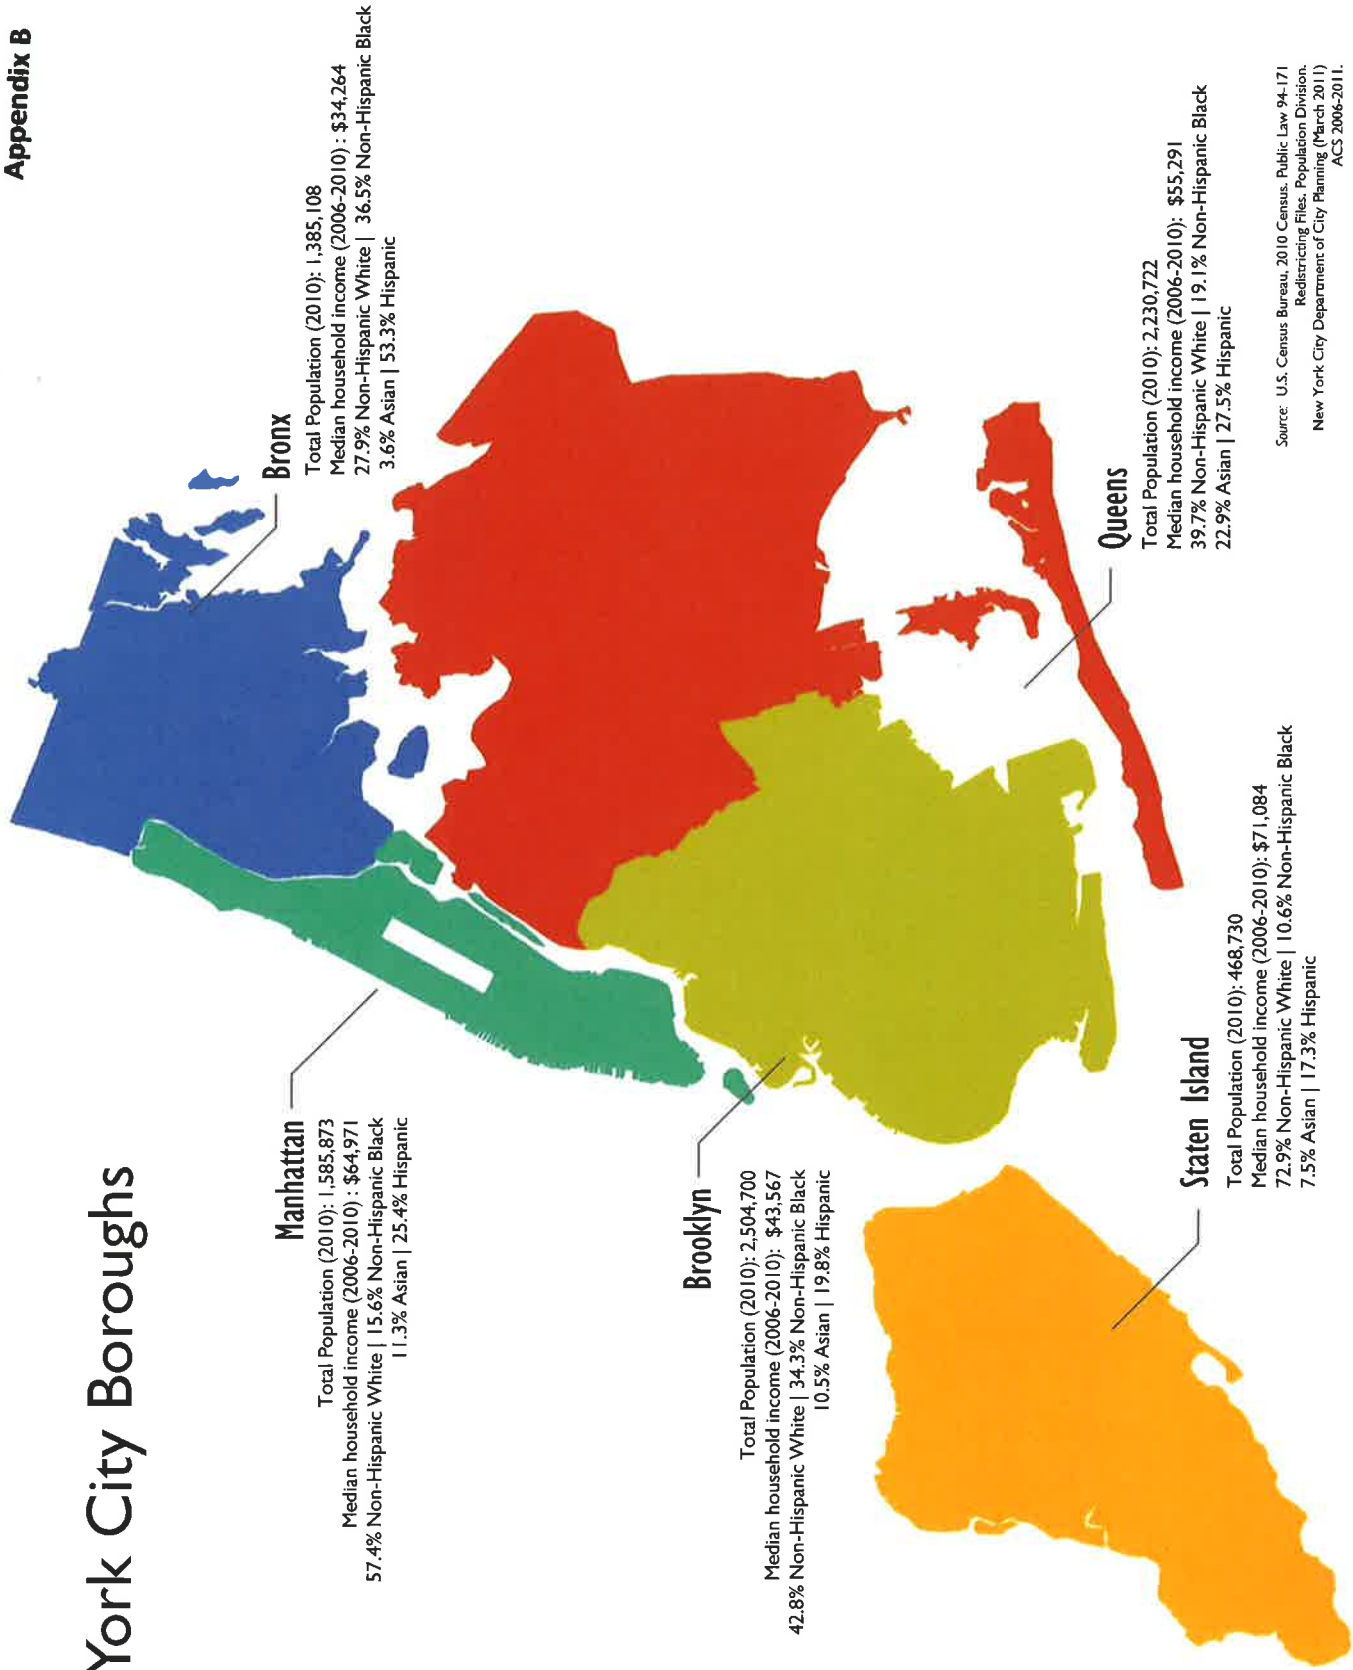 Appendix B
York City Boroughs
Bronx
Total Population (2010): 1,385,108
Median household income (2006-2010) : $34,264
27.9% Non-Hispanic White | 36.5% Non-Hispanic Black
3.6% Asian | 53.3% Hispanic
Manhattan
Total Population (2010): 1,585,873
Median household income (2006-2010) : $64,971
57.4% Non-Hispanic White | 15.6% Non-Hispanic Black
11.3% Asian | 25.4% Hispanic
Brooklyn
Total Population (2010): 2,504,700
Median household income (2006-2010): $43,567
42.8% Non-Hispanic White | 34.3% Non-Hispanic Black
10.5% Asian | 19.8% Hispanic
Queens
Total Population (2010): 2,230,722
Median household income (2006-2010): $55,291
39.7% Non-Hispanic White | 19.1% Non-Hispanic Black
22.9% Asian | 27.5% Hispanic
Staten Island
Total Population (2010): 468,730
Median household income (2006-2010): $71,084
72.9% Non-Hispanic White | 10.6% Non-Hispanic Black
7.5% Asian | 17.3% Hispanic
Source: U.S. Census Bureau, 2010 Census. Public Law 94-171
Redistricting Files. Population Division.
New York City Department of City Planning (March 2011)
ACS 2006-2011.